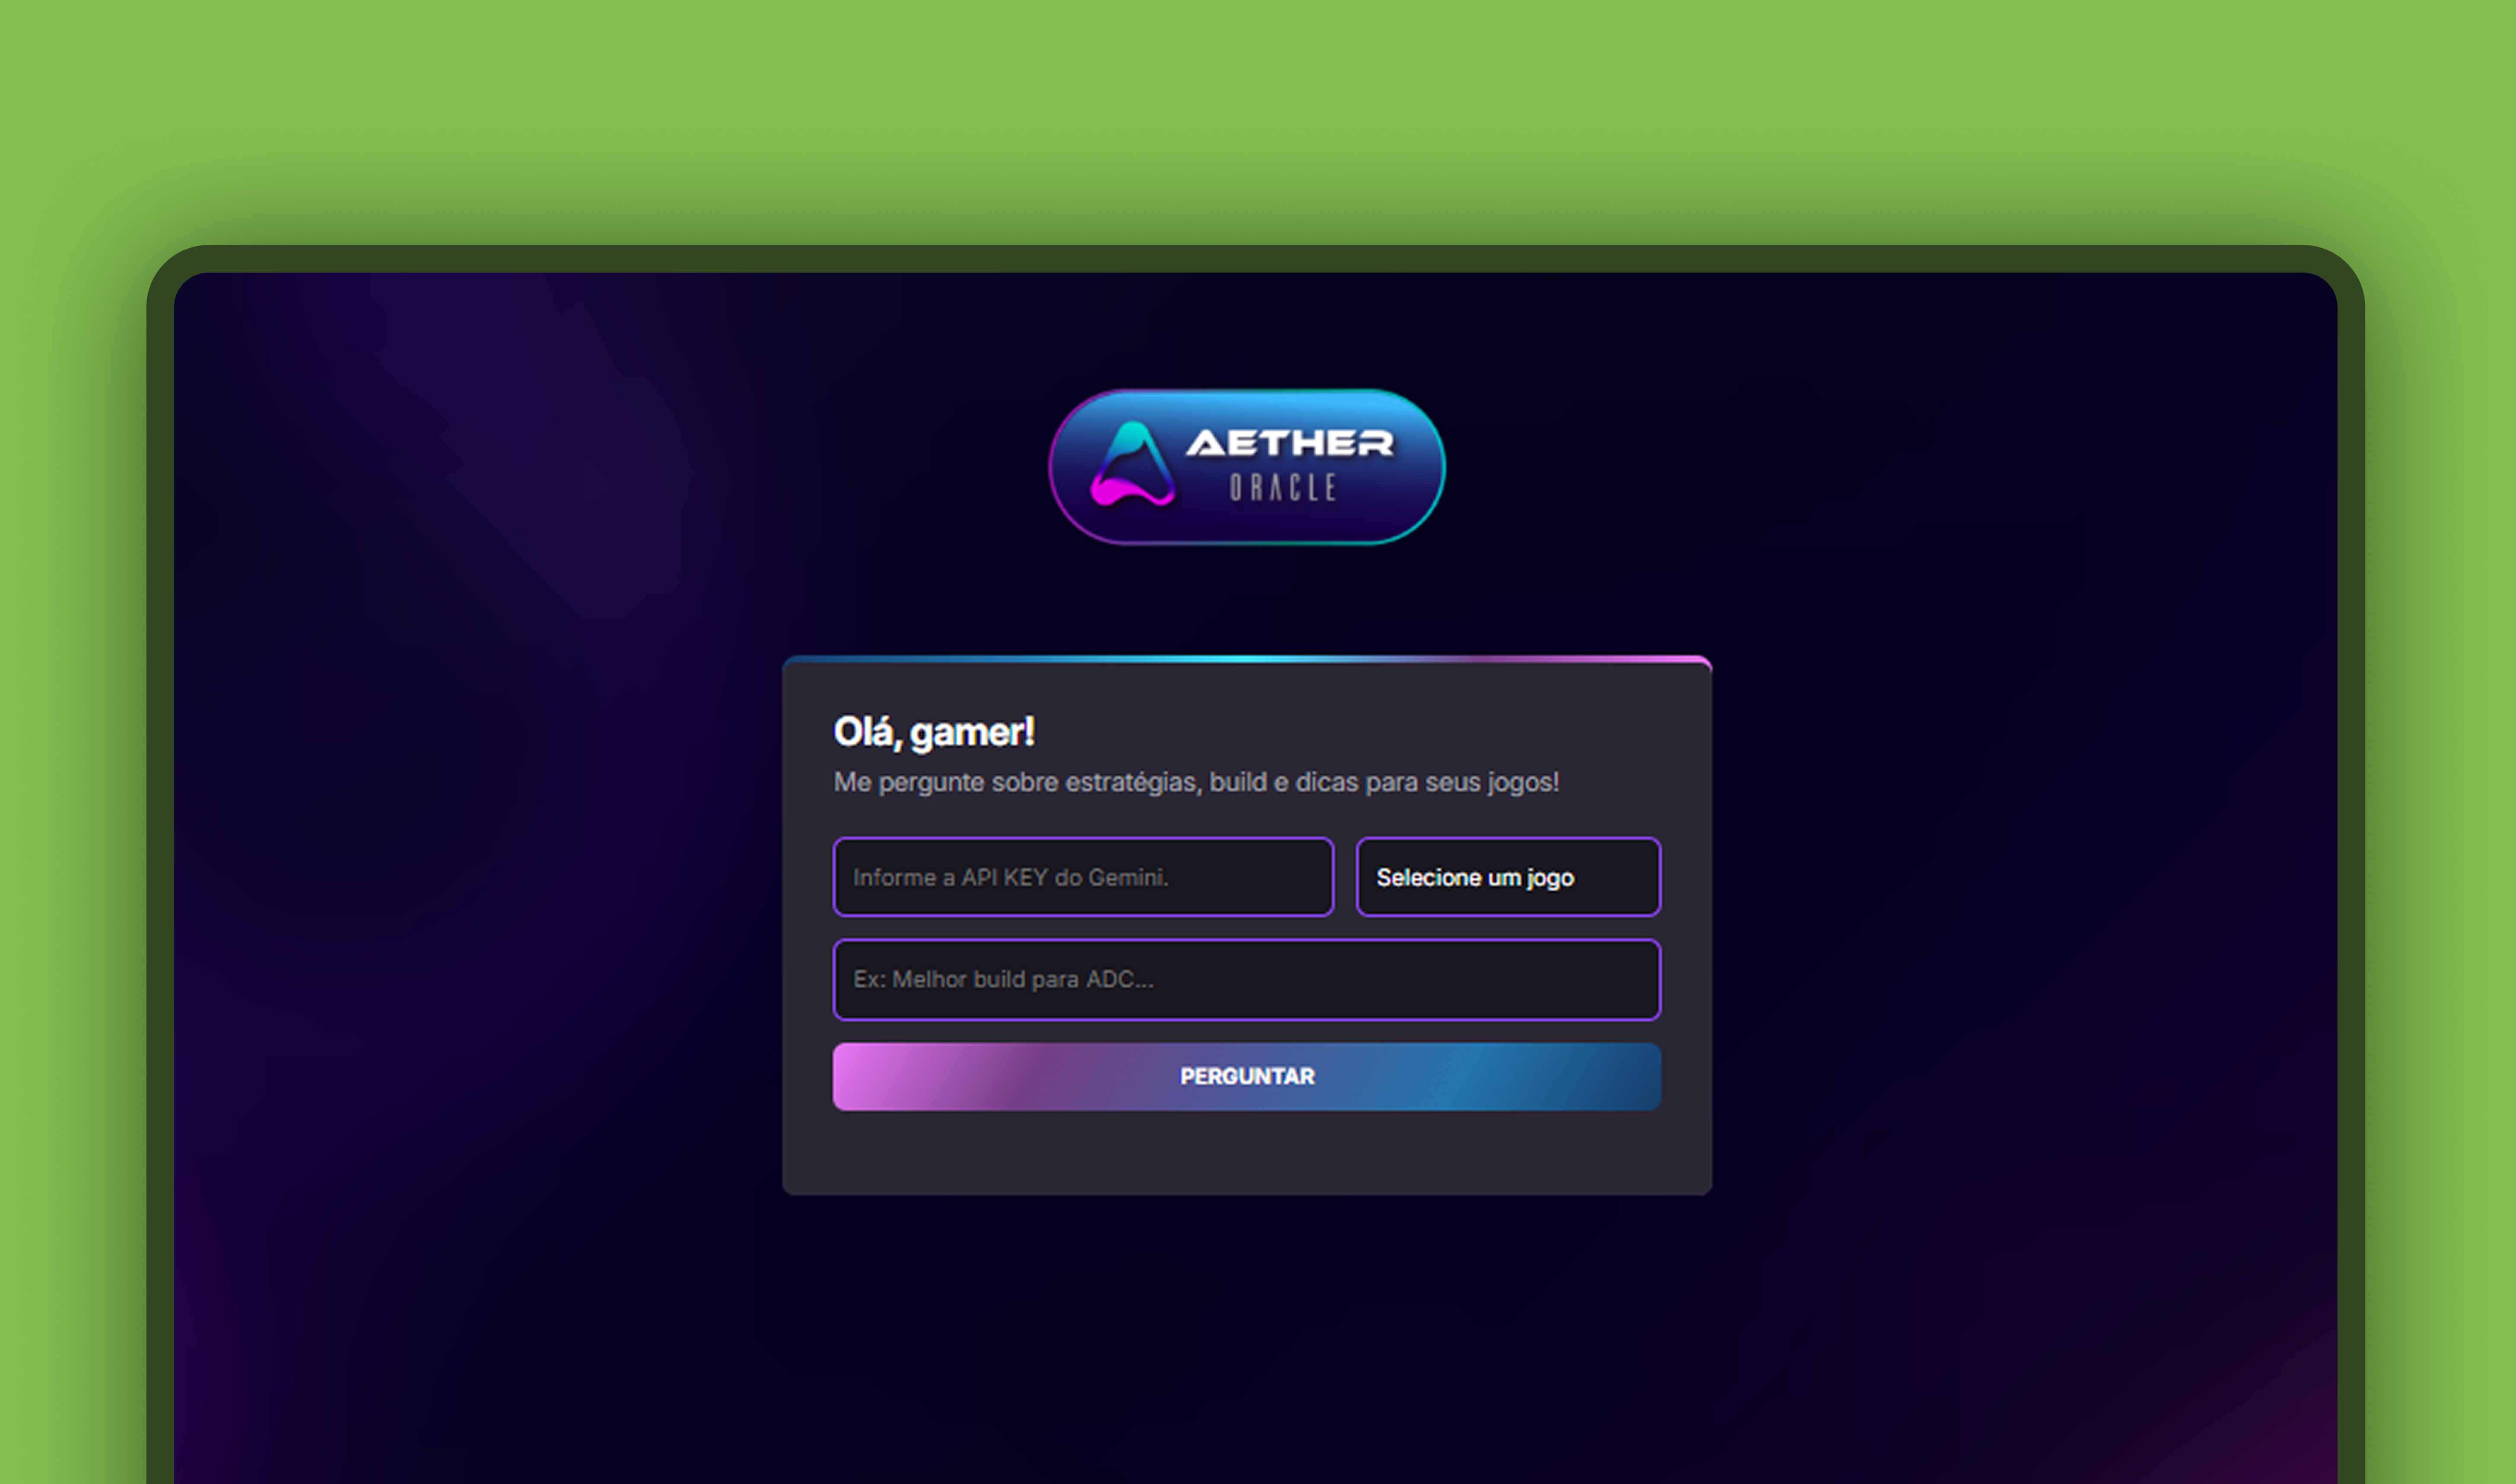 AETHER
ORACLE
Olá, gamer!
Me pergunte sobre estratégias, build e dicas para seus jogos!
Informe a API KEY do Gemini.
Selecione um jogo
Ex: Melhor build para ADC...
PERGUNTAR